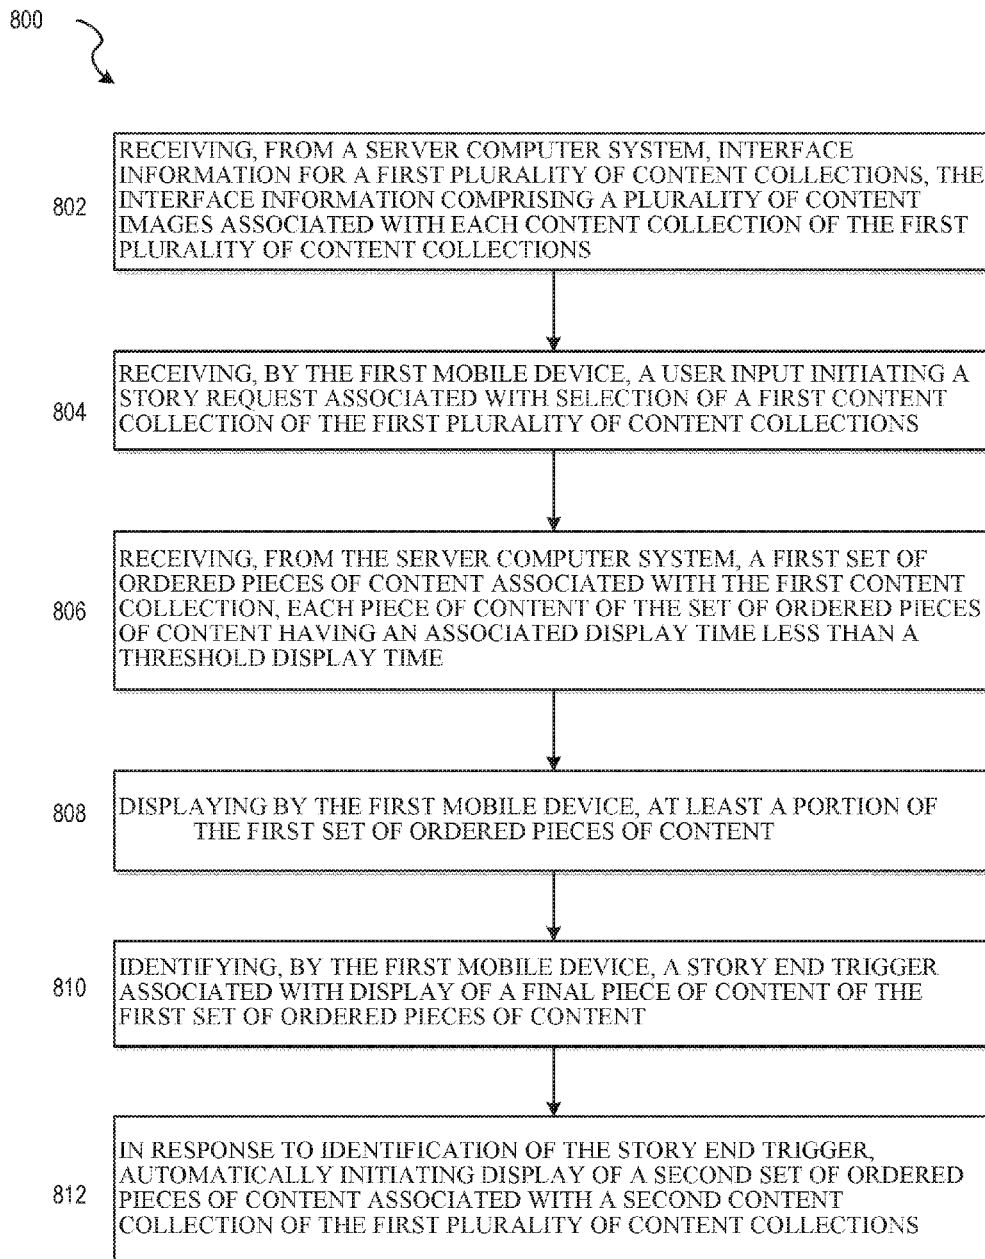 800
802
RECEIVING, FROM A SERVER COMPUTER SYSTEM, INTERFACE
INFORMATION FOR A FIRST PLURALITY OF CONTENT COLLECTIONS, THE
INTERFACE INFORMATION COMPRISING A PLURALITY OF CONTENT
IMAGES ASSOCIATED WITH EACH CONTENT COLLECTION OF THE FIRST
PLURALITY OF CONTENT COLLECTIONS
804
RECEIVING, BY THE FIRST MOBILE DEVICE, A USER INPUT INITIATING A
STORY REQUEST ASSOCIATED WITH SELECTION OF A FIRST CONTENT
COLLECTION OF THE FIRST PLURALITY OF CONTENT COLLECTIONS
806
RECEIVING, FROM THE SERVER COMPUTER SYSTEM, A FIRST SET OF
ORDERED PIECES OF CONTENT ASSOCIATED WITH THE FIRST CONTENT
COLLECTION, EACH PIECE OF CONTENT OF THE SET OF ORDERED PIECES
OF CONTENT HAVING AN ASSOCIATED DISPLAY TIME LESS THAN A
THRESHOLD DISPLAY TIME
808
DISPLAYING BY THE FIRST MOBILE DEVICE, AT LEAST A PORTION OF
THE FIRST SET OF ORDERED PIECES OF CONTENT
810
IDENTIFYING, BY THE FIRST MOBILE DEVICE, A STORY END TRIGGER
ASSOCIATED WITH DISPLAY OF A FINAL PIECE OF CONTENT OF THE
FIRST SET OF ORDERED PIECES OF CONTENT
812
IN RESPONSE TO IDENTIFICATION OF THE STORY END TRIGGER,
AUTOMATICALLY INITIATING DISPLAY OF A SECOND SET OF ORDERED
PIECES OF CONTENT ASSOCIATED WITH A SECOND CONTENT
COLLECTION OF THE FIRST PLURALITY OF CONTENT COLLECTIONS